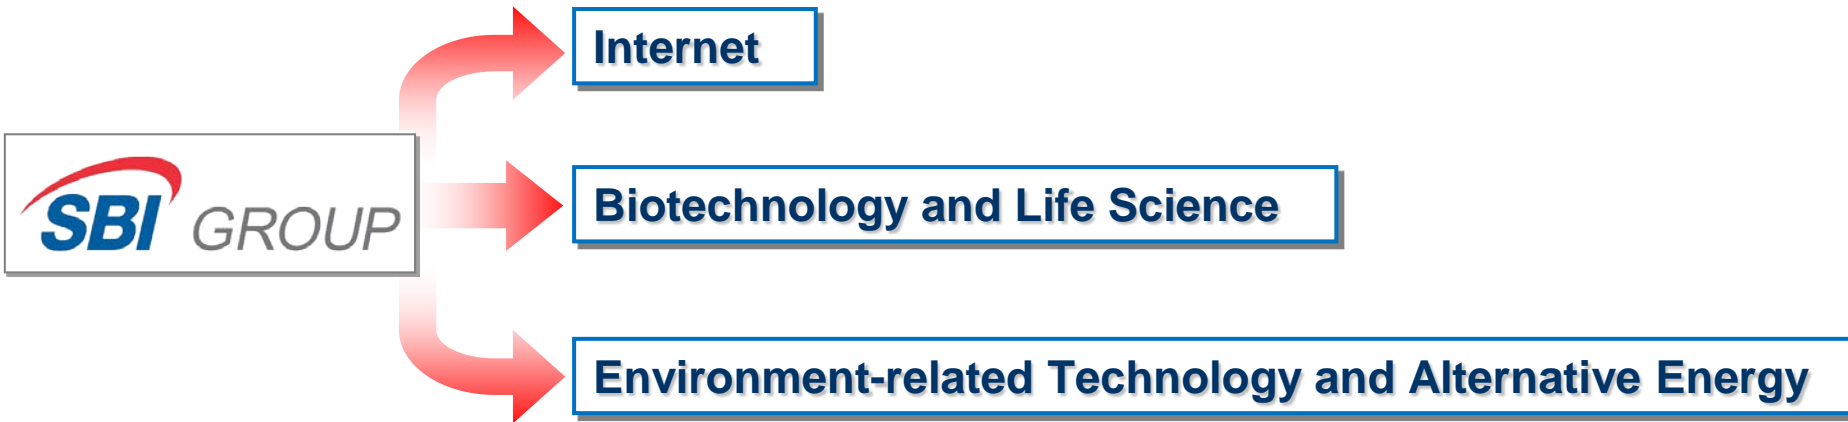 Internet
SBI GROUP
Biotechnology and Life Science
Environment-related Technology and Alternative Energy